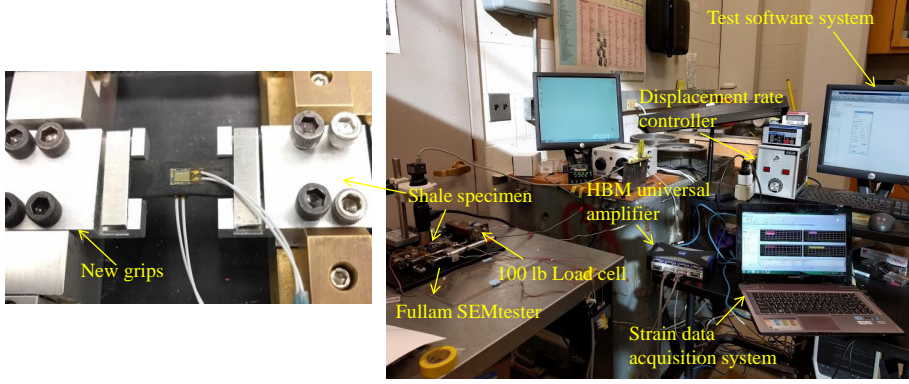 Test software system
Displacement rate
controller
HBM universal
amplifier
Shale specimen
New grips
100 lb Load cell
Fullam SEMtester
Strain data
acquisition system